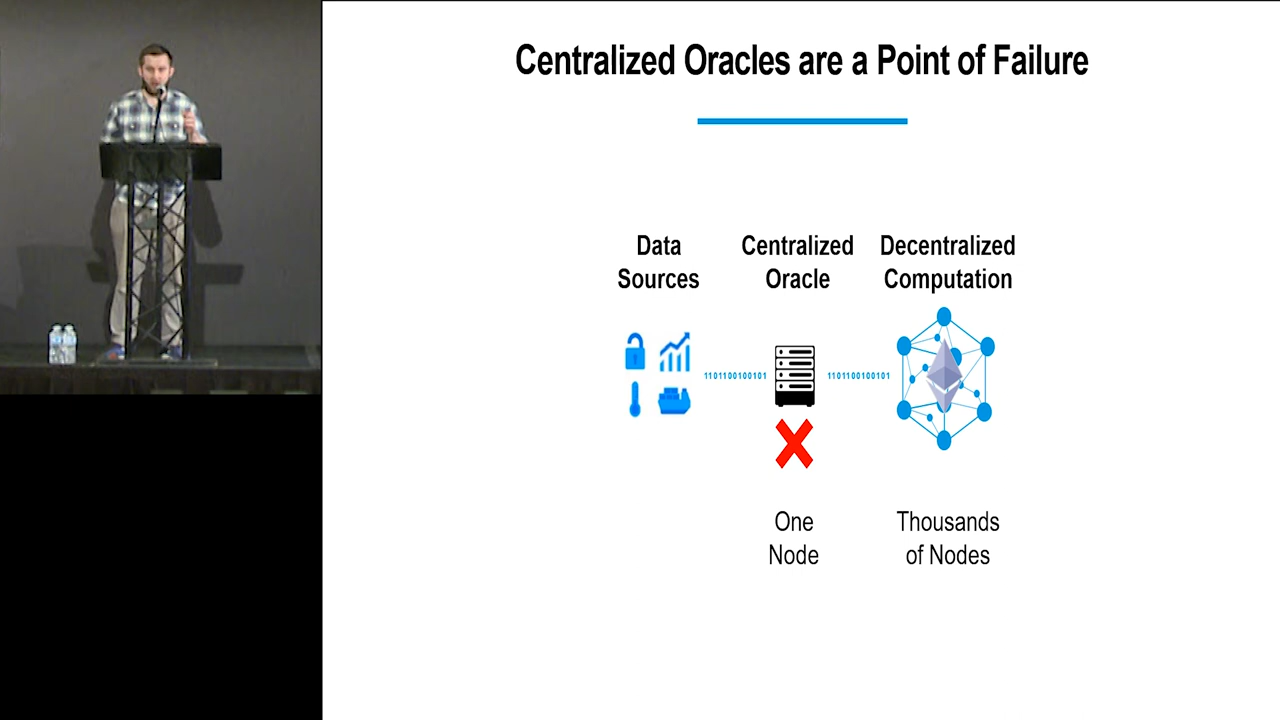 Centralized Oracles are a Point of Failure
Data
Sources
Centralized
Oracle
Decentralized
Computation
1101100100101
1101100100101
One
Node
Thousands
of Nodes